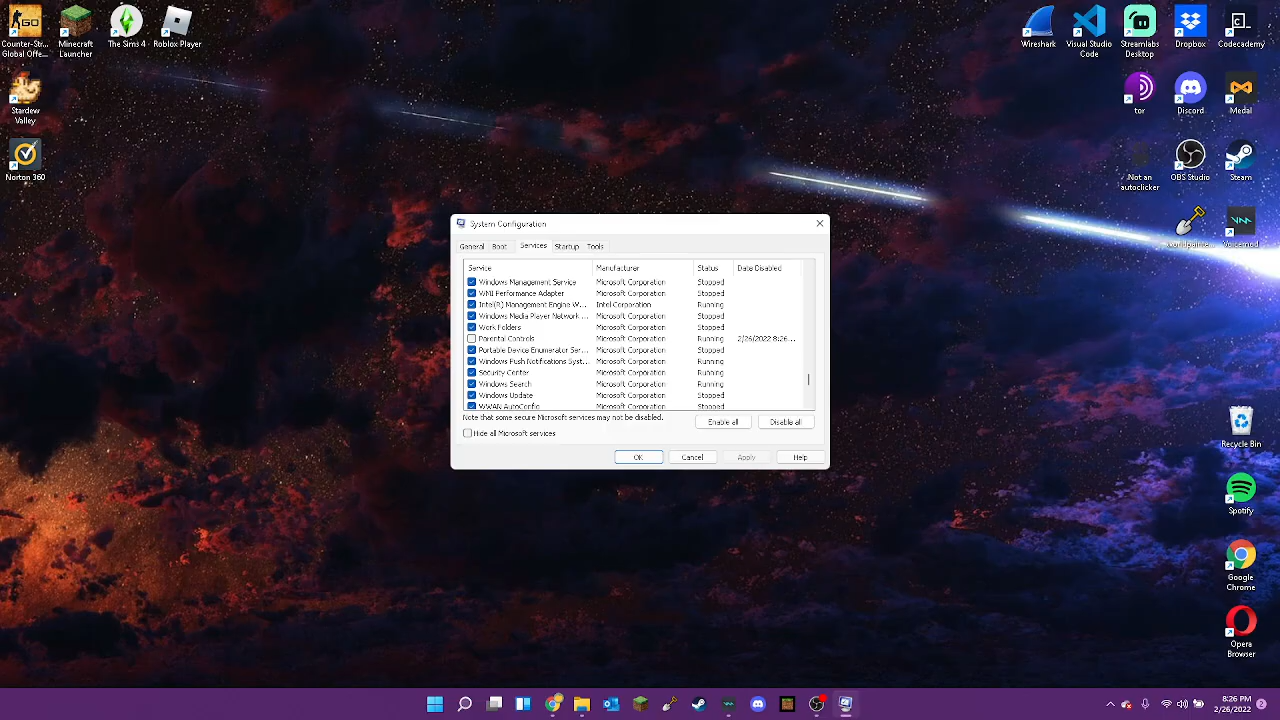 Counter-St...
Global Offe...
Minecraft
Launcher
The Sims 4
Roblox Player
Stardew
Valley
Norton 360
Wireshark
Visual Studio
Code
Streamlabs
Desktop
Dropbox
Codecademy
tor
Discord
Medal
Not an
autoclicker
OBS Studio
Steam
Voicemod
System Configuration
General
Boot
Services
Startup
Tools
Service Manufacturer Status Date Disabled
Windows Management Service Microsoft Corporation Stopped
WMI Performance Adapter Microsoft Corporation Stopped
Intel(R) Management Engine W... Intel Corporation Running
Windows Media Player Network ... Microsoft Corporation Stopped
Work Folders Microsoft Corporation Stopped
Parental Controls Microsoft Corporation Running 2/26/2022 8:26...
Portable Device Enumerator Ser... Microsoft Corporation Stopped
Windows Push Notifications Syst... Microsoft Corporation Running
Security Center Microsoft Corporation Running
Windows Search Microsoft Corporation Running
Windows Update Microsoft Corporation Stopped
WWAN AutoConfig Microsoft Corporation Stopped
Note that some secure Microsoft services may not be disabled.
Enable all
Disable all
Hide all Microsoft services
OK
Cancel
Apply
Help
Recycle Bin
Spotify
Google
Chrome
Opera
Browser
8:26 PM
2/26/2022
2